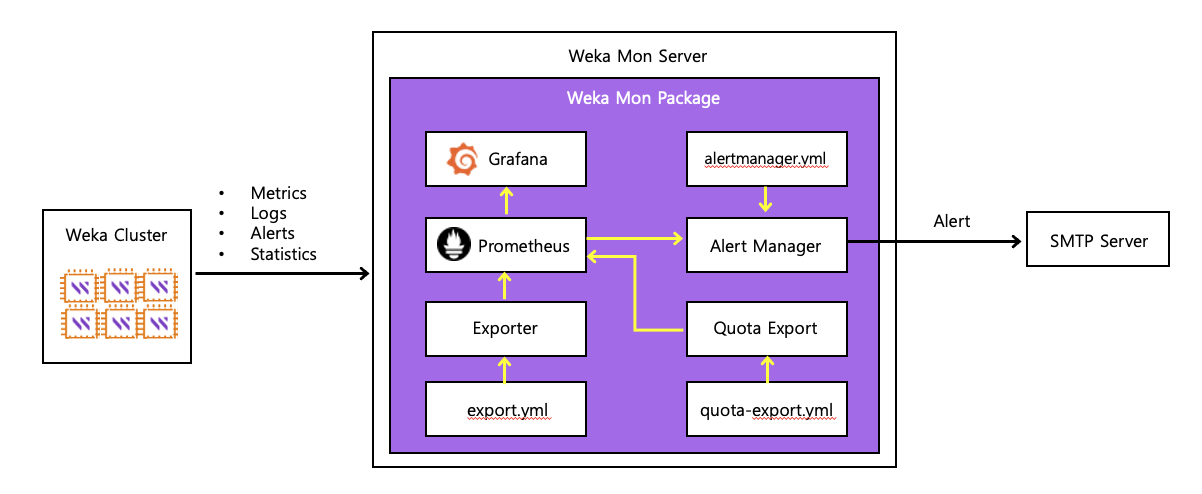 Weka Mon Server
Weka Mon Package
Grafana
alertmanager.yml
• Metrics
• Logs
• Alerts
• Statistics
Weka Cluster
Prometheus
Alert Manager
Alert
SMTP Server
Exporter
Quota Export
export.yml
quota-export.yml